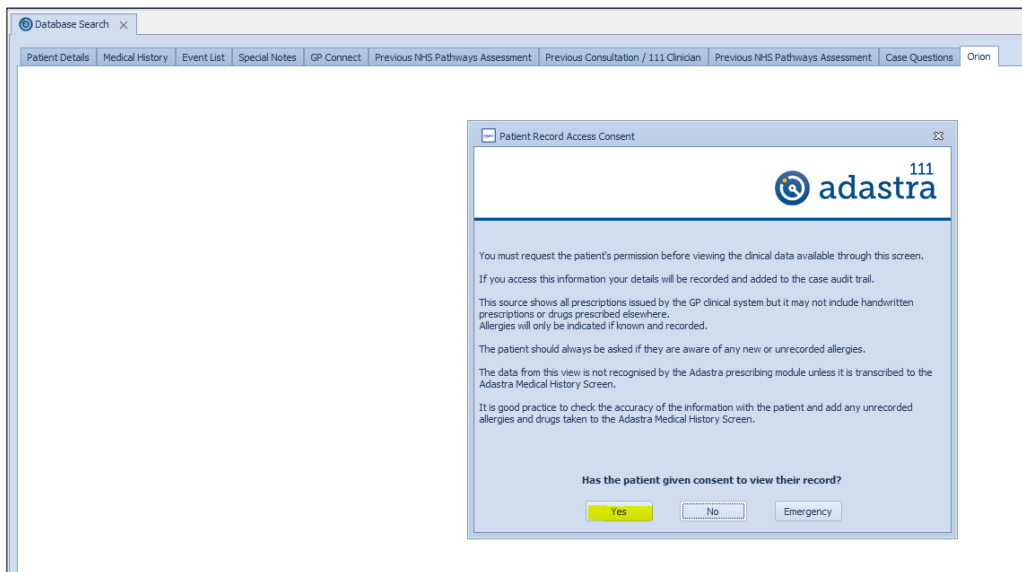 Database Search
Patient Details Medical History Event List Special Notes GP Connect Previous NHS Pathways Assessment Previous Consultation / 111 Clinician Previous NHS Pathways Assessment Case Questions Orion
Patient Record Access Consent
111
adastra
You must request the patient's permission before viewing the clinical data available through this screen.
If you access this information your details will be recorded and added to the case audit trail.
This source shows all prescriptions issued by the GP clinical system but it may not include handwritten
prescriptions or drugs prescribed elsewhere.
Allergies will only be indicated if known and recorded.
The patient should always be asked if they are aware of any new or unrecorded allergies.
The data from this view is not recognised by the Adastra prescribing module unless it is transcribed to the
Adastra Medical History Screen.
It is good practice to check the accuracy of the information with the patient and add any unrecorded
allergies and drugs taken to the Adastra Medical History Screen.
Has the patient given consent to view their record?
Yes No Emergency